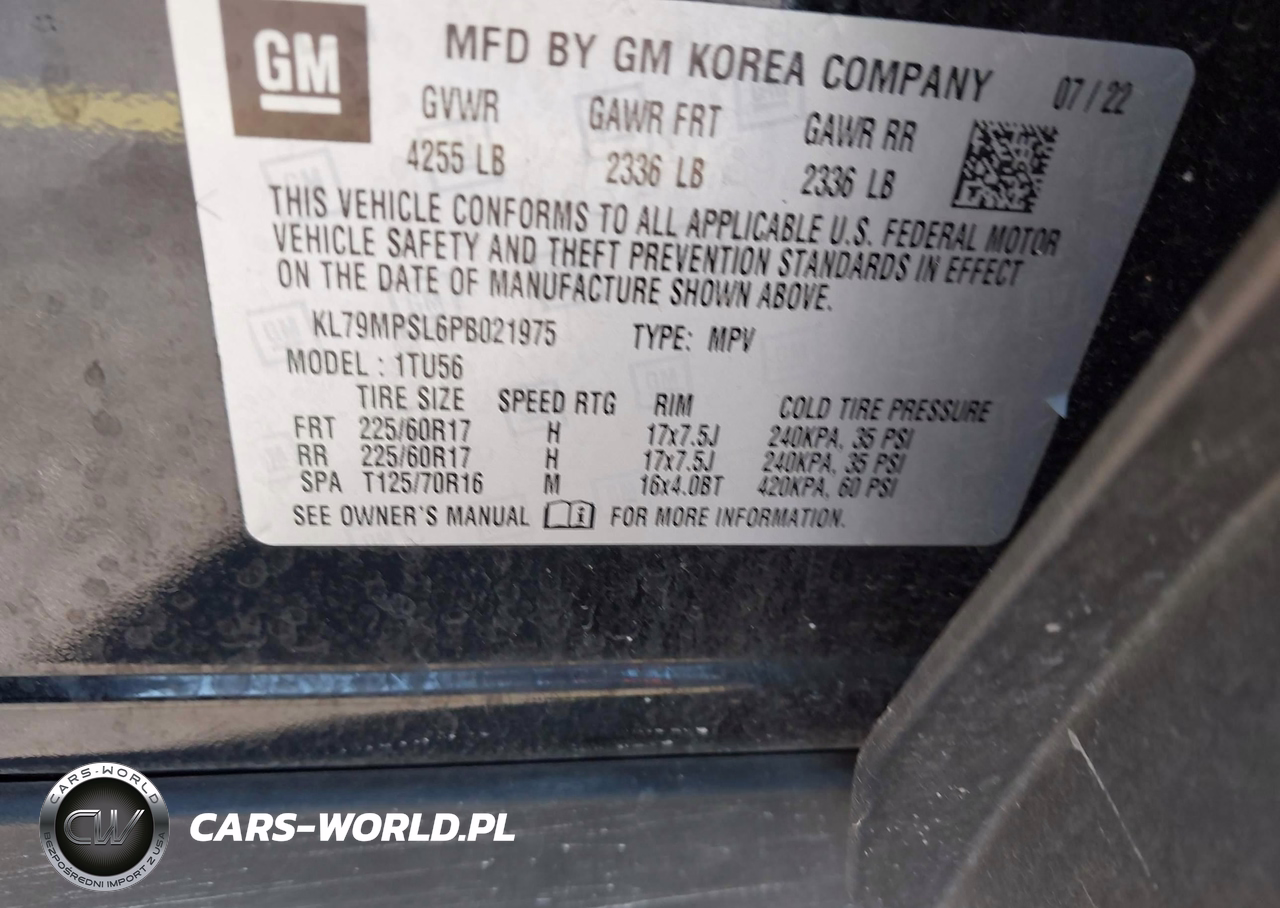 GM
MFD BY GM KOREA COMPANY 07/22
GVWR GAWR FRT GAWR RR
4255 LB 2336 LB 2336 LB
THIS VEHICLE CONFORMS TO ALL APPLICABLE U.S. FEDERAL MOTOR
VEHICLE SAFETY AND THEFT PREVENTION STANDARDS IN EFFECT
ON THE DATE OF MANUFACTURE SHOWN ABOVE.
KL79MPSL6PB021975 TYPE: MPV
MODEL : 1TU56
TIRE SIZE SPEED RTG RIM COLD TIRE PRESSURE
FRT 225/60R17 H 17x7.5J 240KPA, 35 PSI
RR 225/60R17 H 17x7.5J 240KPA, 35 PSI
SPA T125/70R16 M 16x4.0BT 420KPA, 60 PSI
SEE OWNER'S MANUAL i FOR MORE INFORMATION.
CARS-WORLD
CW
BEZPOŚREDNI IMPORT Z USA
CARS-WORLD.PL